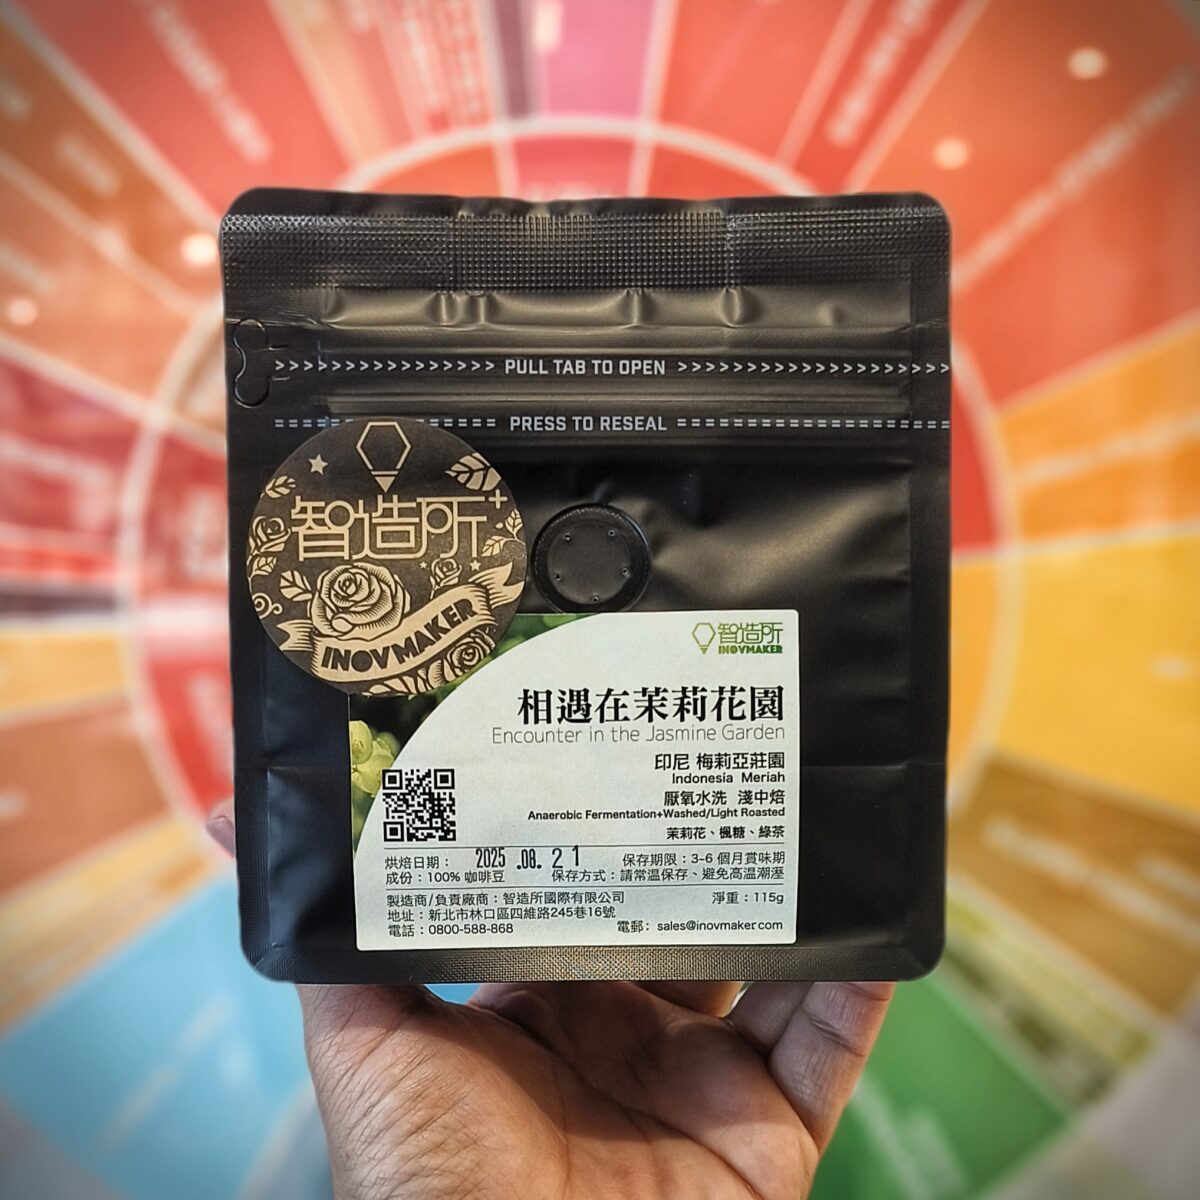 PULL TAB TO OPEN
PRESS TO RESEAL
智造所+
INOVMAKER
智造所
INOVMAKER
相遇在茉莉花園
Encounter in the Jasmine Garden
印尼 梅莉亞莊園
Indonesia Meriah
厭氧水洗 淺中焙
Anaerobic Fermentation+Washed/Light Roasted
茉莉花、楓糖、綠茶
烘焙日期： 2025 .08. 21 保存期限：3-6 個月賞味期
成份：100% 咖啡豆 保存方式：請常温保存、避免高温潮溼
製造商/負責廠商：智造所國際有限公司 淨重：115g
地址：新北市林口區四維路245巷16號
電話：0800-588-868 電郵：sales@inovmaker.com